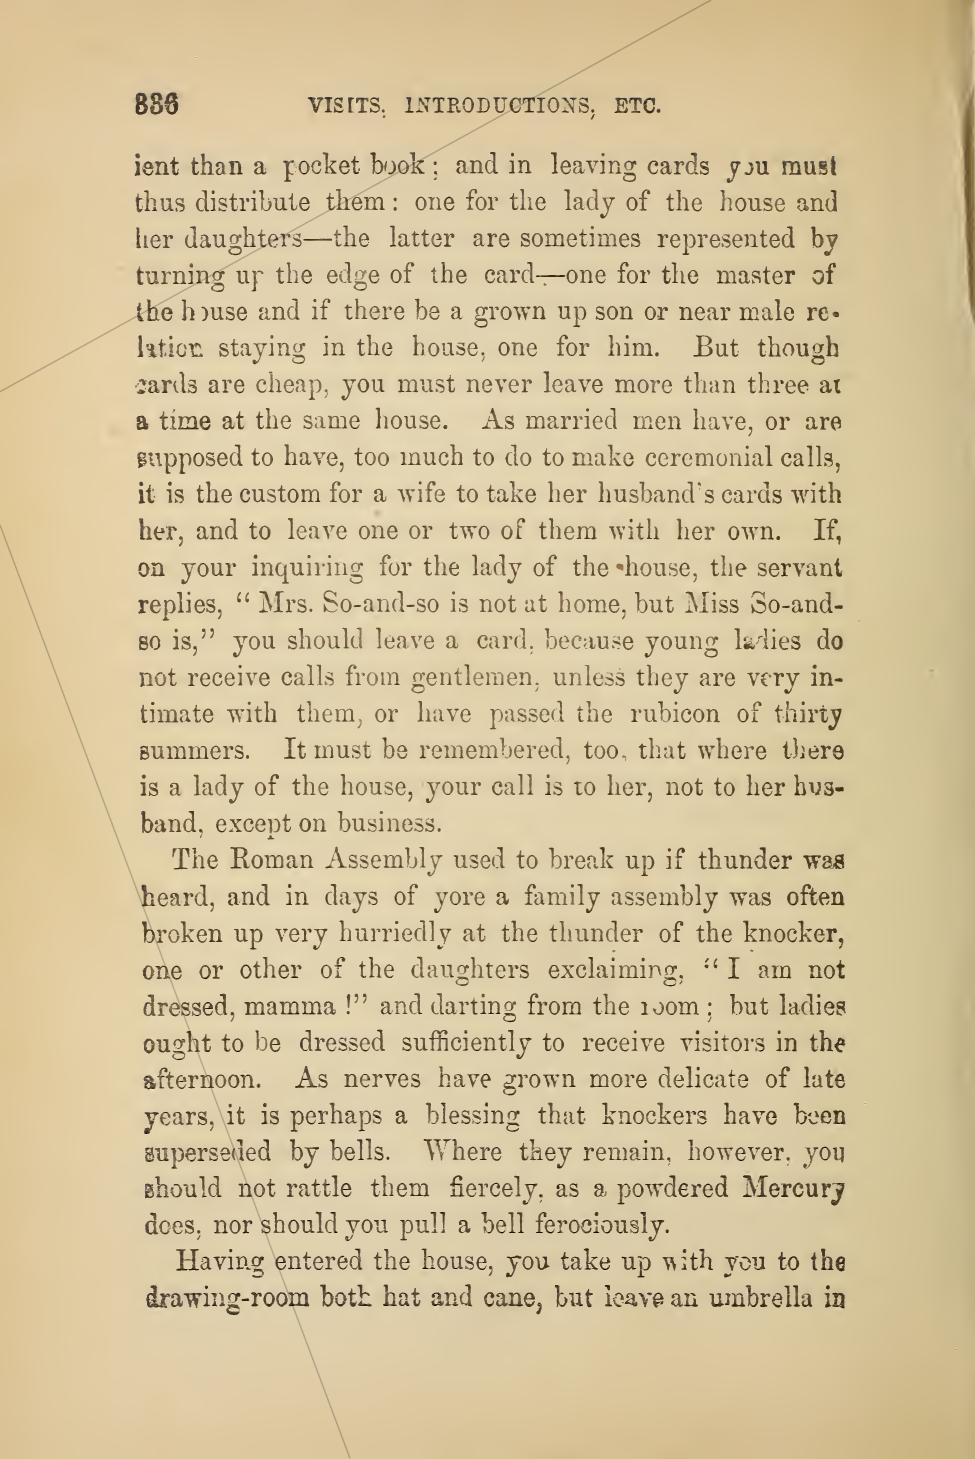 336 VISITS, INTRODUCTIONS, ETC.
ient than a pocket book; and in leaving cards you must
thus distribute them: one for the lady of the house and
her daughters—the latter are sometimes represented by
turning up the edge of the card—one for the master of
the house and if there be a grown up son or near male re-
lation staying in the house, one for him. But though
cards are cheap, you must never leave more than three at
a time at the same house. As married men have, or are
supposed to have, too much to do to make ceremonial calls,
it is the custom for a wife to take her husband's cards with
her, and to leave one or two of them with her own. If,
on your inquiring for the lady of the house, the servant
replies, “Mrs. So-and-so is not at home, but Miss So-and-
so is,” you should leave a card, because young ladies do
not receive calls from gentlemen, unless they are very in-
timate with them, or have passed the rubicon of thirty
summers. It must be remembered, too, that where there
is a lady of the house, your call is to her, not to her hus-
band, except on business.
The Roman Assembly used to break up if thunder was
heard, and in days of yore a family assembly was often
broken up very hurriedly at the thunder of the knocker,
one or other of the daughters exclaiming, “I am not
dressed, mamma!” and darting from the room; but ladies
ought to be dressed sufficiently to receive visitors in the
afternoon. As nerves have grown more delicate of late
years, it is perhaps a blessing that knockers have been
superseded by bells. Where they remain, however, you
should not rattle them fiercely, as a powdered Mercury
does, nor should you pull a bell ferociously.
Having entered the house, you take up with you to the
drawing-room both hat and cane, but leave an umbrella in